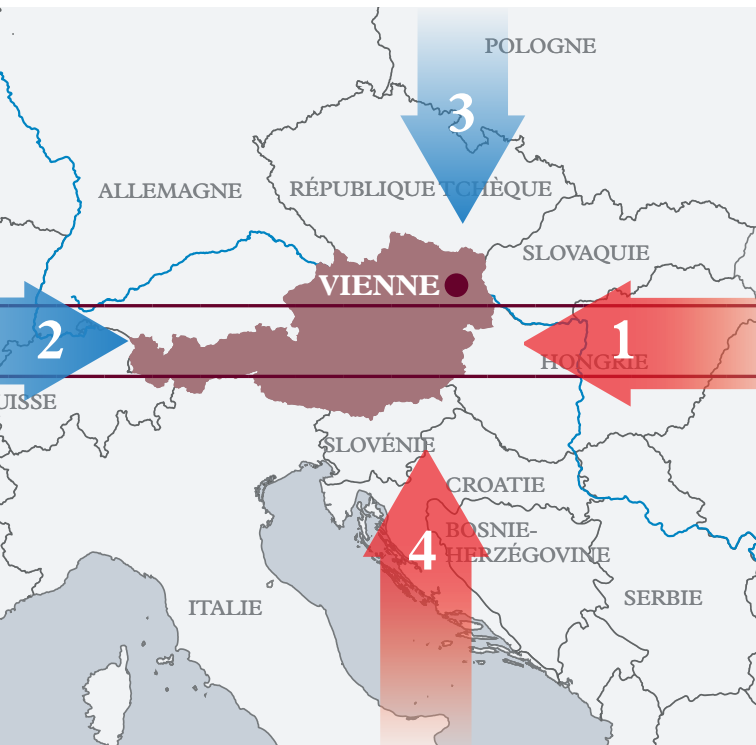 POLOGNE
3
ALLEMAGNE
RÉPUBLIQUE TCHÈQUE
SLOVAQUIE
VIENNE
2
1
HONGRIE
UISSE
SLOVÉNIE
CROATIE
BOSNIE-
HERZÉGOVINE
4
ITALIE
SERBIE